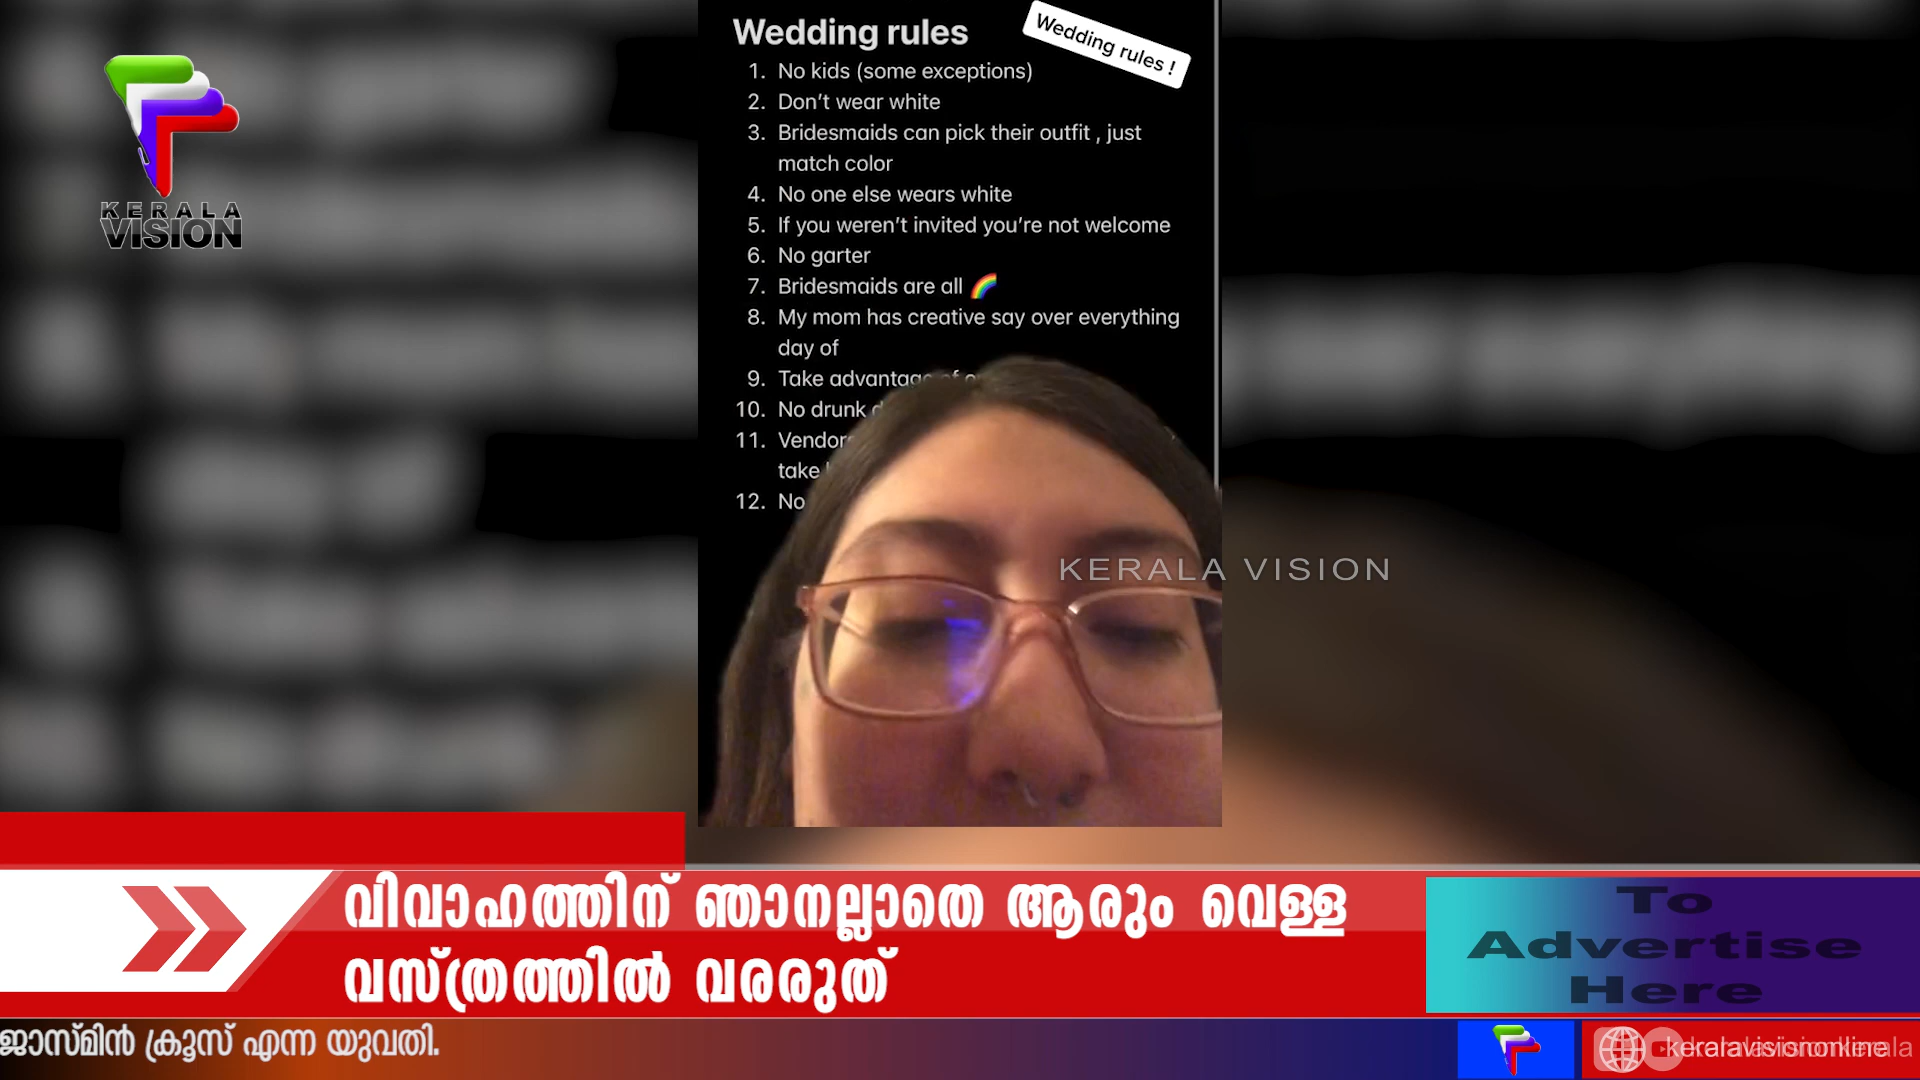 Wedding rules
Wedding rules !
1. No kids (some exceptions)
2. Don't wear white
3. Bridesmaids can pick their outfit , just
match color
4. No one else wears white
5. If you weren't invited you're not welcome
6. No garter
7. Bridesmaids are all 🌈
8. My mom has creative say over everything
day of
9. Take advantage of
10. No drunk
11. Vendors
take
12. No
KERALA
VISION
KERALA VISION
വിവാഹത്തിന് ഞാനല്ലാതെ ആരും വെള്ള
വസ്ത്രത്തിൽ വരരുത്
To
Advertise
Here
ജാസ്മിൻ ക്രൂസ് എന്ന യുവതി.